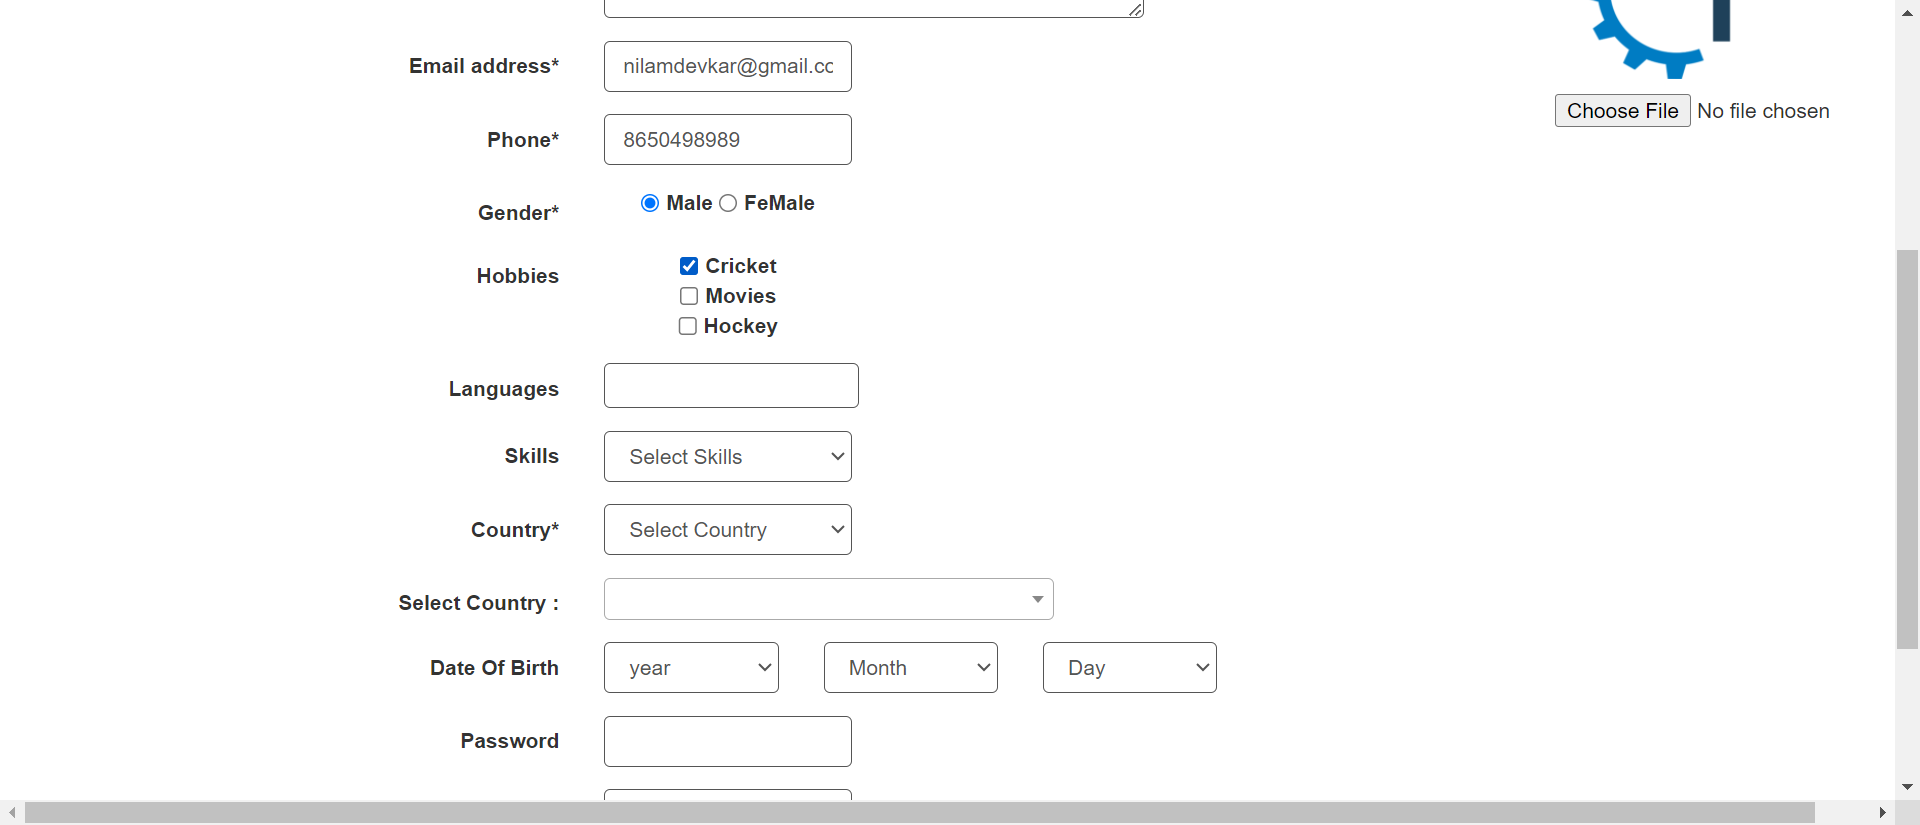 Email address* nilamdevkar@gmail.cc
Choose File No file chosen
Phone* 8650498989
Gender* Male FeMale
Hobbies Cricket
Movies
Hockey
Languages
Skills Select Skills
Country* Select Country
Select Country :
Date Of Birth year Month Day
Password